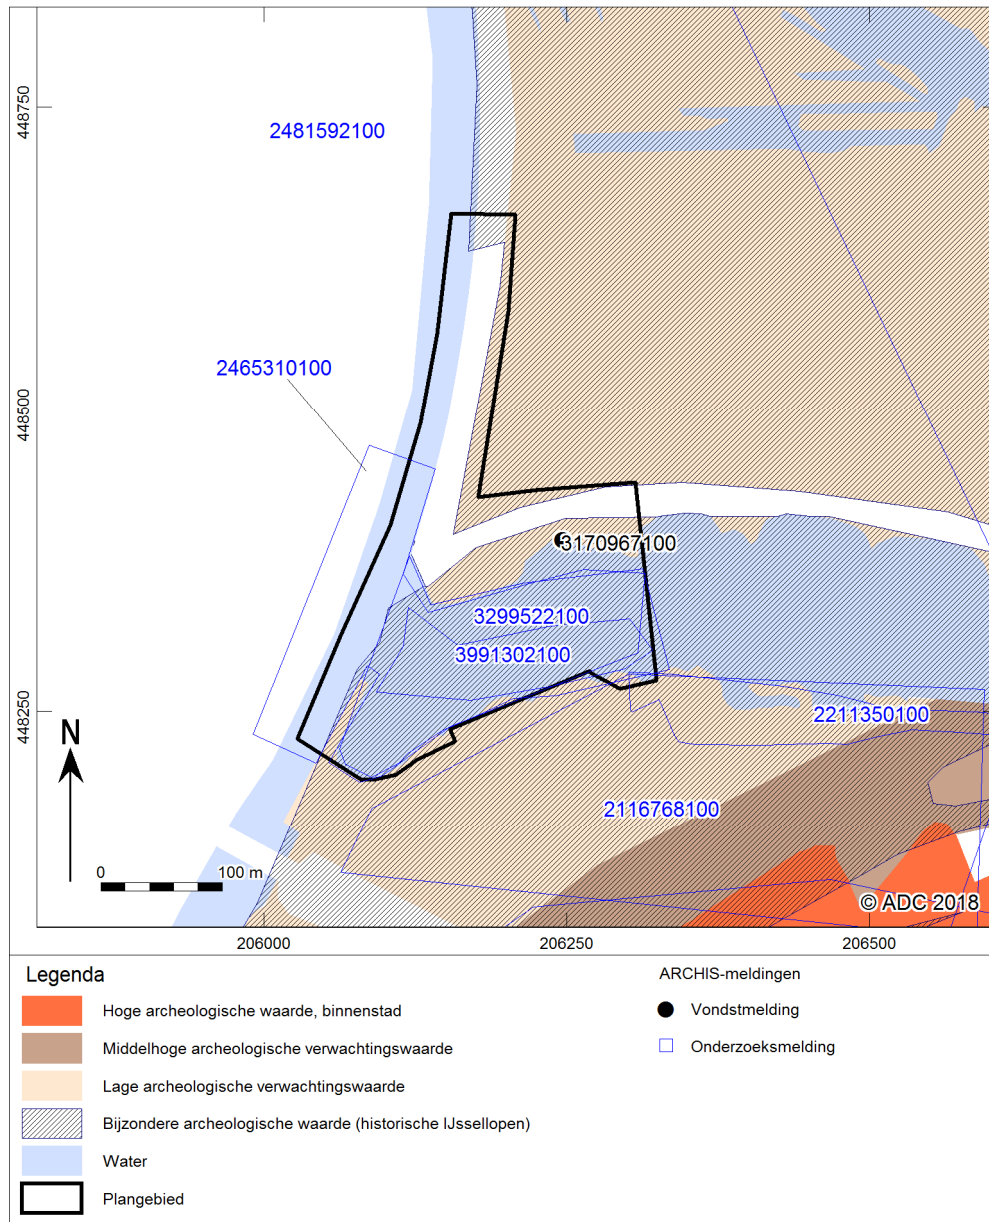 448750
2481592100
2465310100
448500
3170967100
3299522100
3991302100
448250
2211350100
N
2116768100
0 100 m
© ADC 2018
206000 206250 206500
Legenda
Hoge archeologische waarde, binnenstad
Middelhoge archeologische verwachtingswaarde
Lage archeologische verwachtingswaarde
Bijzondere archeologische waarde (historische IJssellopen)
Water
Plangebied
ARCHIS-meldingen
Vondstmelding
Onderzoeksmelding